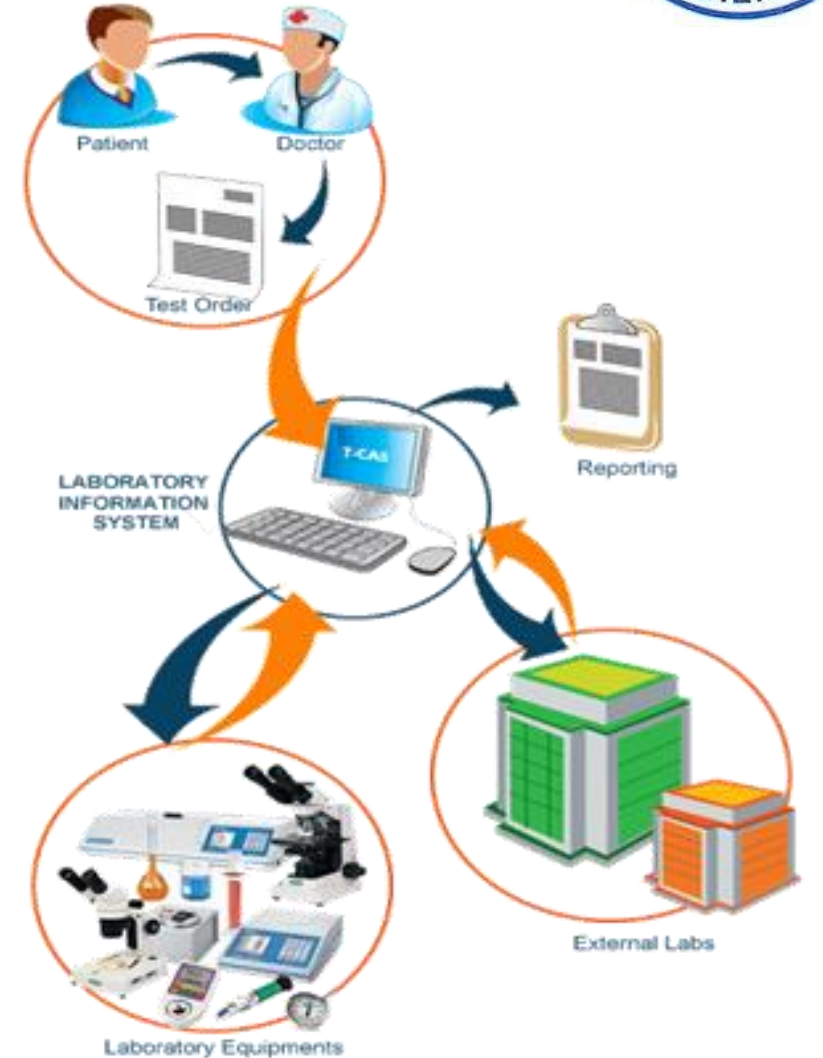 Patient
Doctor
Test Order
T-CAS
Reporting
LABORATORY
INFORMATION
SYSTEM
External Labs
Laboratory Equipments